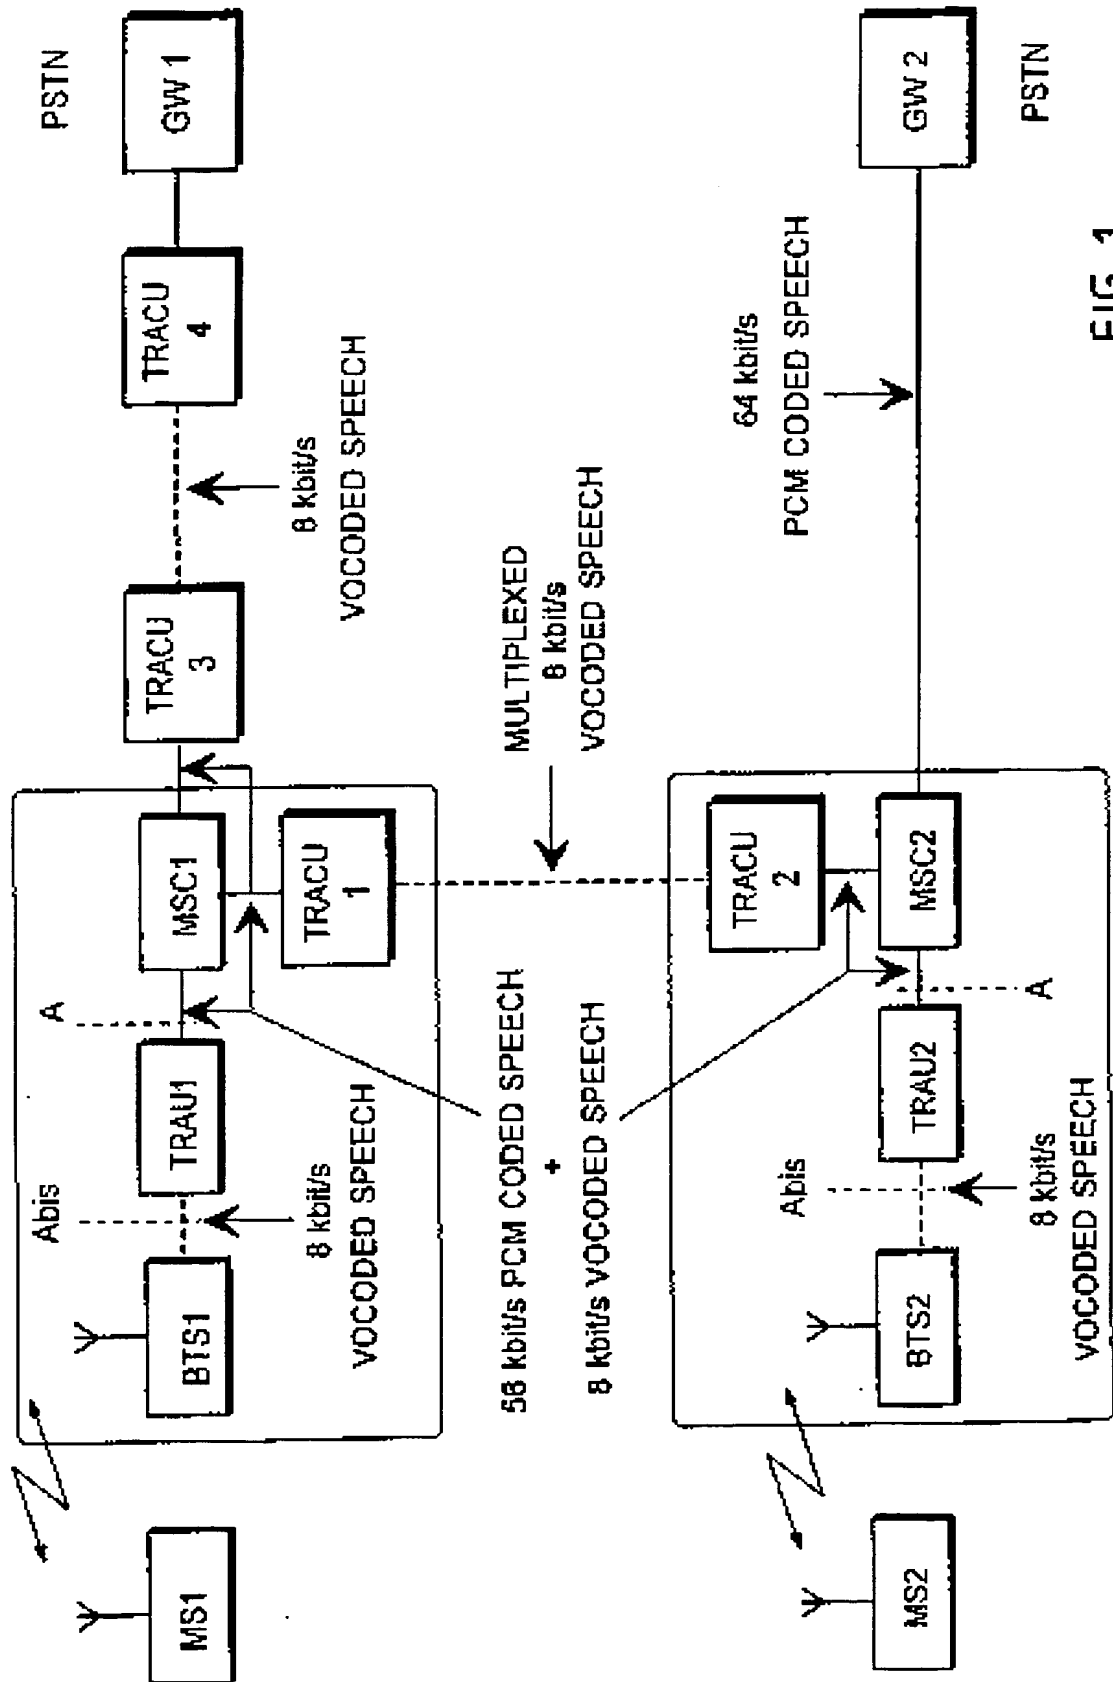 PSTN
GW 1
TRACU
4
8 kbit/s
VOCODED SPEECH
TRACU
3
MSC1
TRACU
1
A
TRAU1
Abis
8 kbit/s
VOCODED SPEECH
BTS1
MS1
MULTIPLEXED
8 kbit/s
VOCODED SPEECH
56 kbit/s PCM CODED SPEECH
+
8 kbit/s VOCODED SPEECH
64 kbit/s
PCM CODED SPEECH
GW 2
PSTN
TRACU
2
MSC2
A
TRAU2
Abis
8 kbit/s
VOCODED SPEECH
BTS2
MS2
FIG. 1